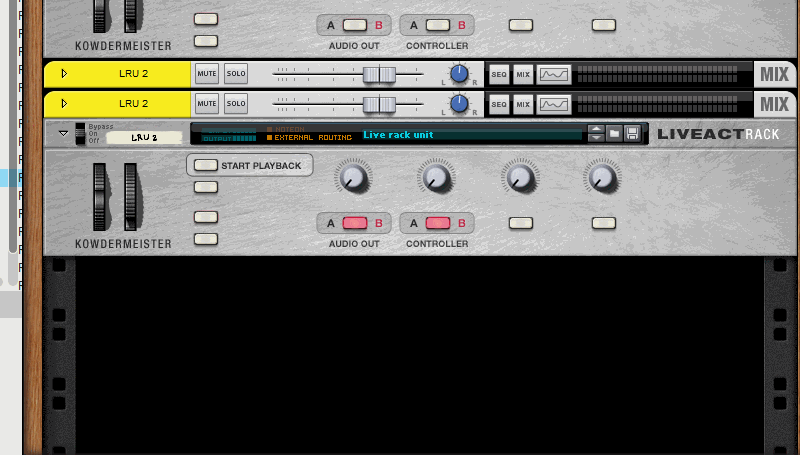 A B A B
KOWDERMEISTER AUDIO OUT CONTROLLER
LRU 2 MUTE SOLO L R SEQ MIX MIX
LRU 2 MUTE SOLO L R SEQ MIX MIX
Bypass
On
Off
LRU 2
EXTERNAL ROUTING
Live rack unit
LIVEACTRACK
START PLAYBACK
A B A B
KOWDERMEISTER AUDIO OUT CONTROLLER